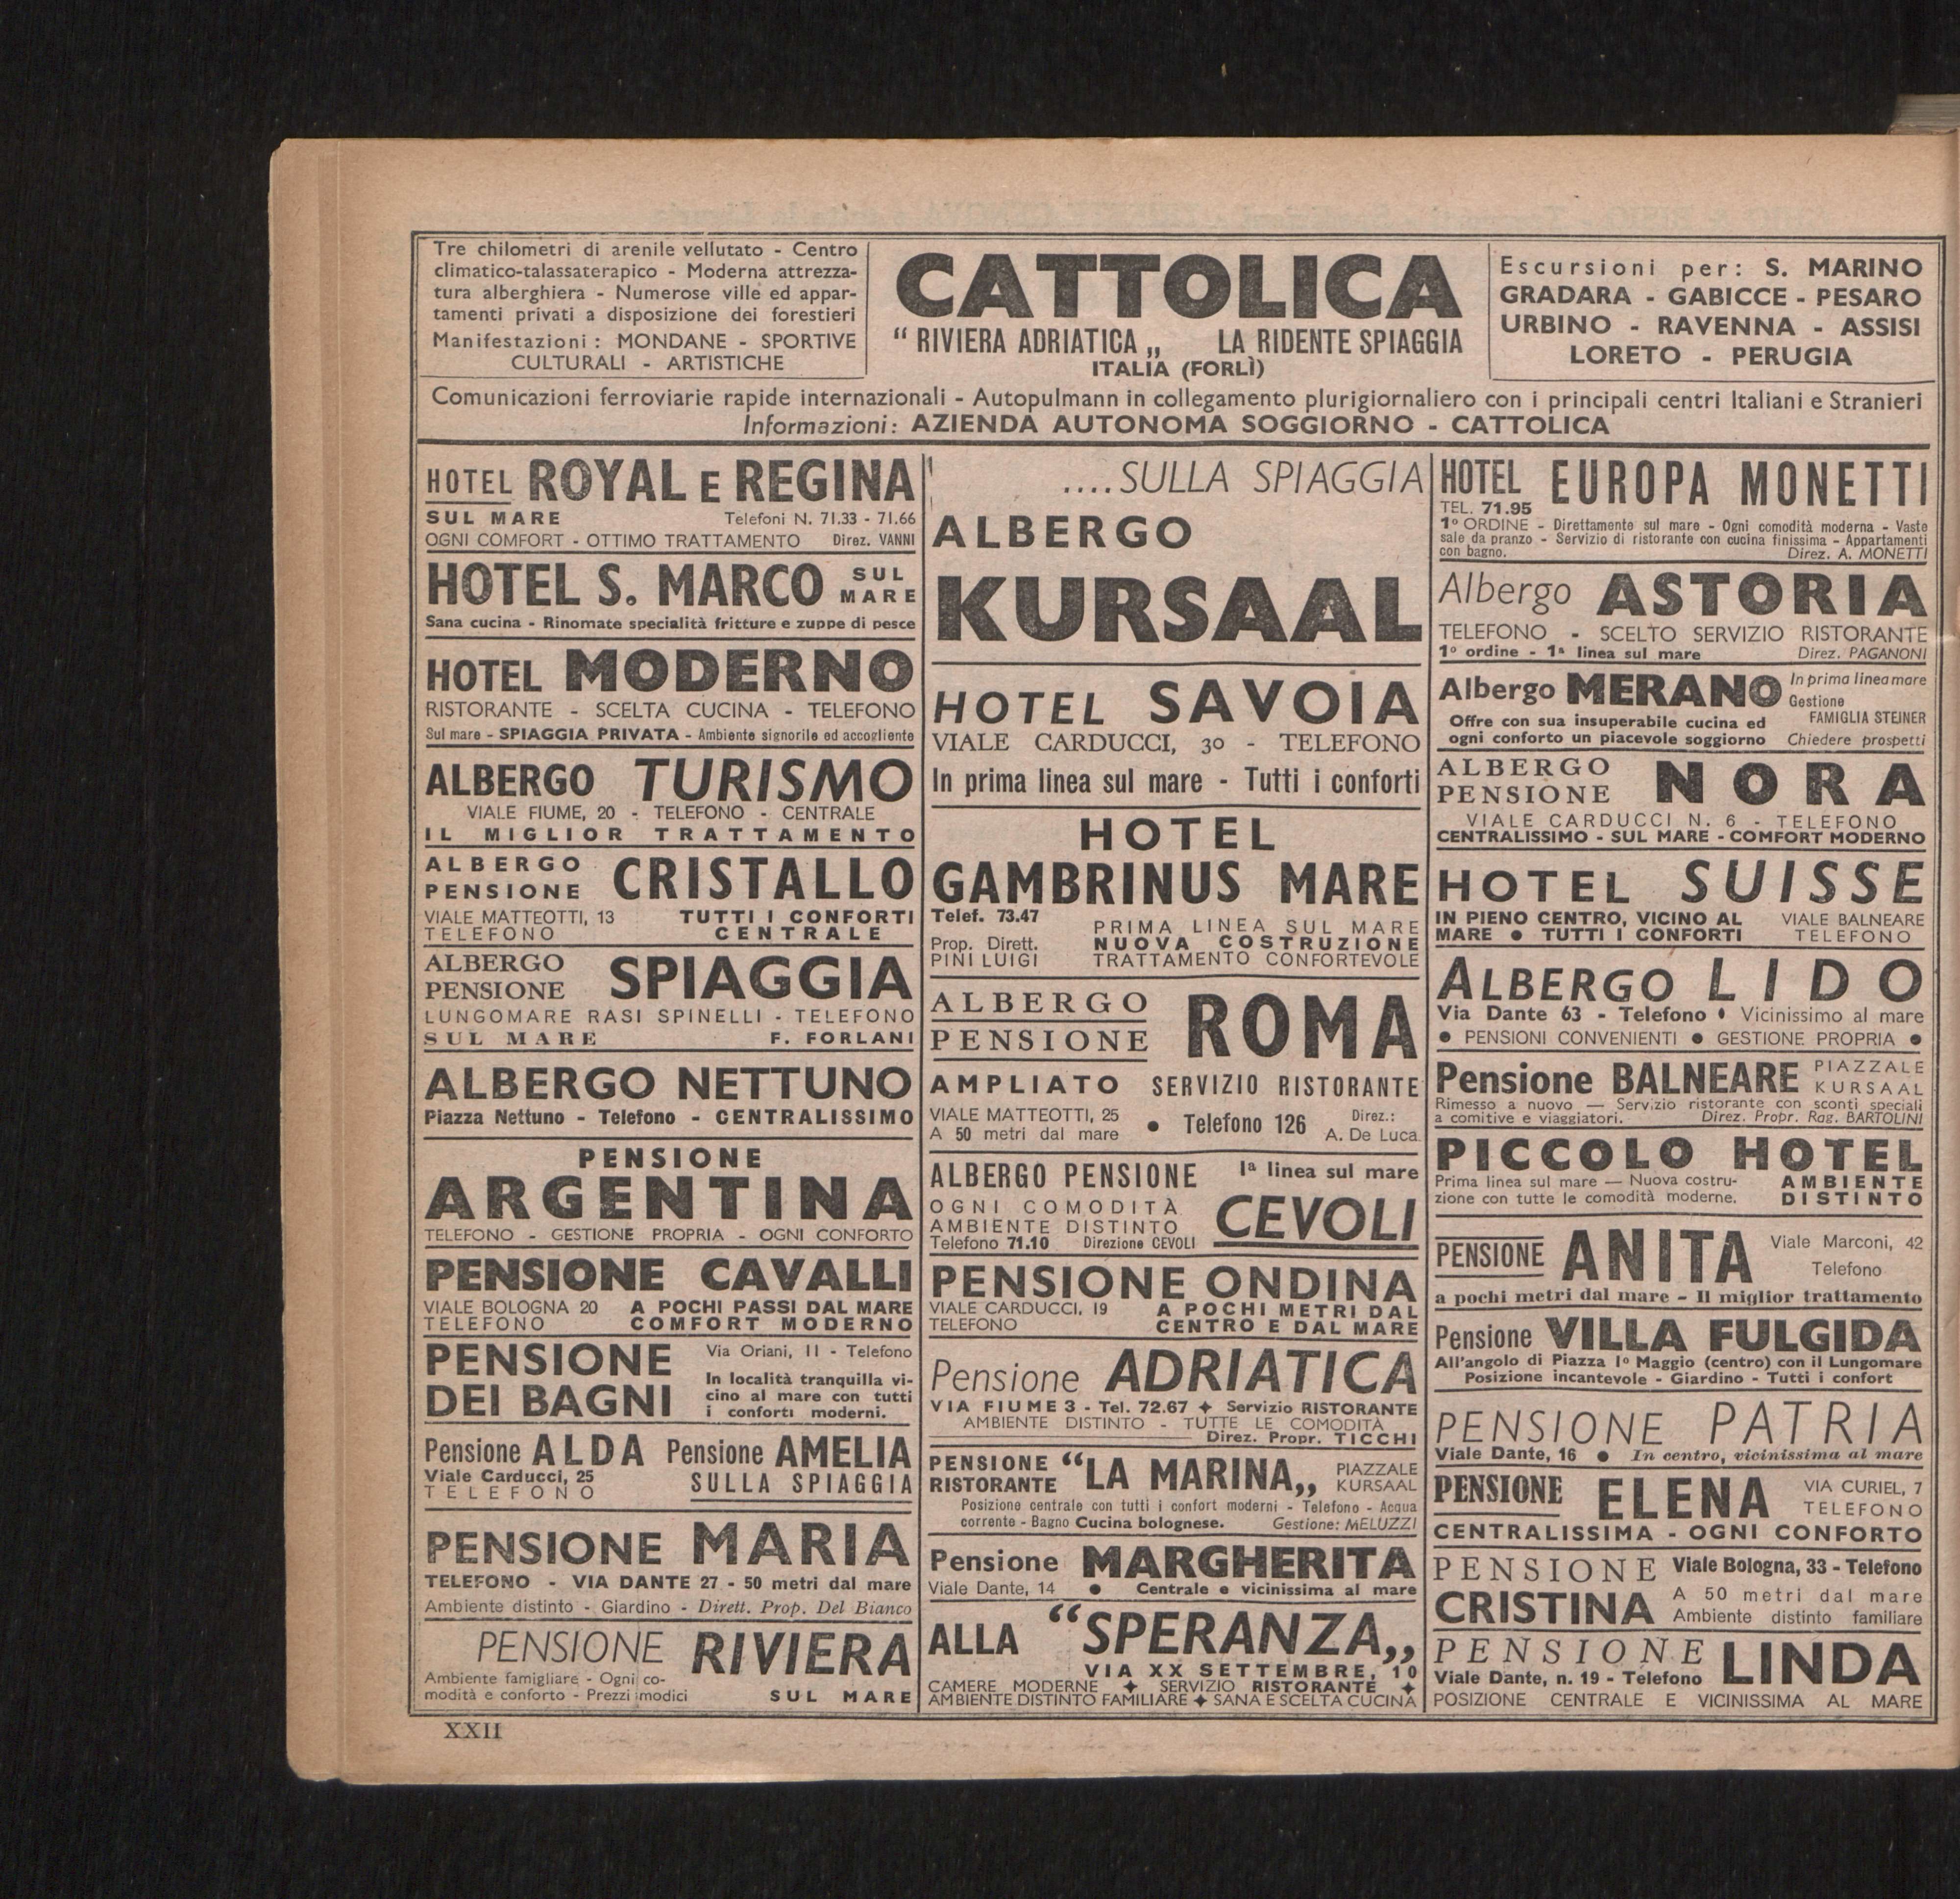 Tre chilometri di arenile vellutato - Centro
climatico-talassaterapico - Moderna attrezza-
tura alberghiera - Numerose ville ed appar-
tamenti privati a disposizione dei forestieri
Manifestazioni: MONDANE - SPORTIVE
CULTURALI - ARTISTICHE
CATTOLICA
“ RIVIERA ADRIATICA „ LA RIDENTE SPIAGGIA
ITALIA (FORLÌ)
Escursioni per: S. MARINO
GRADARA - GABICCE - PESARO
URBINO - RAVENNA - ASSISI
LORETO - PERUGIA
Comunicazioni ferroviarie rapide internazionali - Autopulmann in collegamento plurigiornaliero con i principali centri Italiani e Stranieri
Informazioni: AZIENDA AUTONOMA SOGGIORNO - CATTOLICA
HOTEL ROYAL E REGINA
SUL MARE Telefoni N. 71.33 - 71.66
OGNI COMFORT - OTTIMO TRATTAMENTO Direz. VANNI
HOTEL S. MARCO SUL
MARE
Sana cucina - Rinomate specialità fritture e zuppe di pesce
HOTEL MODERNO
RISTORANTE - SCELTA CUCINA - TELEFONO
Sul mare - SPIAGGIA PRIVATA - Ambiente signorile ed accogliente
ALBERGO TURISMO
VIALE FIUME, 20 - TELEFONO - CENTRALE
IL MIGLIOR TRATTAMENTO
ALBERGO
PENSIONE CRISTALLO
VIALE MATTEOTTI, 13 TUTTI I CONFORTI
TELEFONO CENTRALE
ALBERGO
PENSIONE SPIAGGIA
LUNGOMARE RASI SPINELLI - TELEFONO
SUL MARE F. FORLANI
ALBERGO NETTUNO
Piazza Nettuno - Telefono - CENTRALISSIMO
PENSIONE
ARGENTINA
TELEFONO - GESTIONE PROPRIA - OGNI CONFORTO
PENSIONE CAVALLI
VIALE BOLOGNA 20 A POCHI PASSI DAL MARE
TELEFONO COMFORT MODERNO
PENSIONE
DEI BAGNI
Via Oriani, 11 - Telefono
In località tranquilla vi-
cino al mare con tutti
i conforti moderni.
Pensione ALDA Pensione AMELIA
Viale Carducci, 25
TELEFONO SULLA SPIAGGIA
PENSIONE MARIA
TELEFONO - VIA DANTE 27 - 50 metri dal mare
Ambiente distinto - Giardino - Dirett. Prop. Del Bianco
PENSIONE RIVIERA
Ambiente famigliare - Ogni co-
modità e conforto - Prezzi modici SUL MARE
....SULLA SPIAGGIA
ALBERGO
KURSAAL
HOTEL SAVOIA
VIALE CARDUCCI, 30 - TELEFONO
In prima linea sul mare - Tutti i conforti
HOTEL
GAMBRINUS MARE
Telef. 73.47
Prop. Dirett.
PINI LUIGI
PRIMA LINEA SUL MARE
NUOVA COSTRUZIONE
TRATTAMENTO CONFORTEVOLE
ALBERGO
PENSIONE ROMA
AMPLIATO SERVIZIO RISTORANTE
VIALE MATTEOTTI, 25
A 50 metri dal mare
● Telefono 126
Direz.:
A. De Luca
ALBERGO PENSIONE Iª linea sul mare
OGNI COMODITÀ
AMBIENTE DISTINTO
Telefono 71.10 Direzione CEVOLI
CEVOLI
PENSIONE ONDINA
VIALE CARDUCCI, 19 A POCHI METRI DAL
TELEFONO CENTRO E DAL MARE
Pensione ADRIATICA
VIA FIUME 3 - Tel. 72.67 ✦ Servizio RISTORANTE
AMBIENTE DISTINTO - TUTTE LE COMODITÀ
Direz. Propr. TICCHI
PENSIONE
RISTORANTE “LA MARINA„ PIAZZALE
KURSAAL
Posizione centrale con tutti i confort moderni - Telefono - Acqua
corrente - Bagno Cucina bolognese. Gestione: MELUZZI
Pensione MARGHERITA
Viale Dante, 14 ● Centrale e vicinissima al mare
ALLA “SPERANZA„
VIA XX SETTEMBRE, 10
CAMERE MODERNE ✦ SERVIZIO RISTORANTE ✦
AMBIENTE DISTINTO FAMILIARE ✦ SANA E SCELTA CUCINA
HOTEL EUROPA MONETTI
TEL. 71.95
1º ORDINE - Direttamente sul mare - Ogni comodità moderna - Vaste
sale da pranzo - Servizio di ristorante con cucina finissima - Appartamenti
con bagno. Direz. A. MONETTI
Albergo ASTORIA
TELEFONO - SCELTO SERVIZIO RISTORANTE
1º ordine - 1ª linea sul mare Direz. PAGANONI
Albergo MERANO
In prima linea mare
Gestione
FAMIGLIA STEINER
Offre con sua insuperabile cucina ed
ogni conforto un piacevole soggiorno Chiedere prospetti
ALBERGO
PENSIONE NORA
VIALE CARDUCCI N. 6 - TELEFONO
CENTRALISSIMO - SUL MARE - COMFORT MODERNO
HOTEL SUISSE
IN PIENO CENTRO, VICINO AL VIALE BALNEARE
MARE ● TUTTI I CONFORTI TELEFONO
ALBERGO LIDO
Via Dante 63 - Telefono ● Vicinissimo al mare
● PENSIONI CONVENIENTI ● GESTIONE PROPRIA ●
Pensione BALNEARE PIAZZALE
KURSAAL
Rimesso a nuovo — Servizio ristorante con sconti speciali
a comitive e viaggiatori. Direz. Propr. Rag. BARTOLINI
PICCOLO HOTEL
Prima linea sul mare — Nuova costru- AMBIENTE
zione con tutte le comodità moderne. DISTINTO
PENSIONE ANITA
Viale Marconi, 42
Telefono
a pochi metri dal mare - Il miglior trattamento
Pensione VILLA FULGIDA
All'angolo di Piazza Iº Maggio (centro) con il Lungomare
Posizione incantevole - Giardino - Tutti i confort
PENSIONE PATRIA
Viale Dante, 16 ● In centro, vicinissima al mare
PENSIONE ELENA
VIA CURIEL, 7
TELEFONO
CENTRALISSIMA - OGNI CONFORTO
PENSIONE
CRISTINA
Viale Bologna, 33 - Telefono
A 50 metri dal mare
Ambiente distinto familiare
PENSIONE LINDA
Viale Dante, n. 19 - Telefono
POSIZIONE CENTRALE E VICINISSIMA AL MARE
XXII